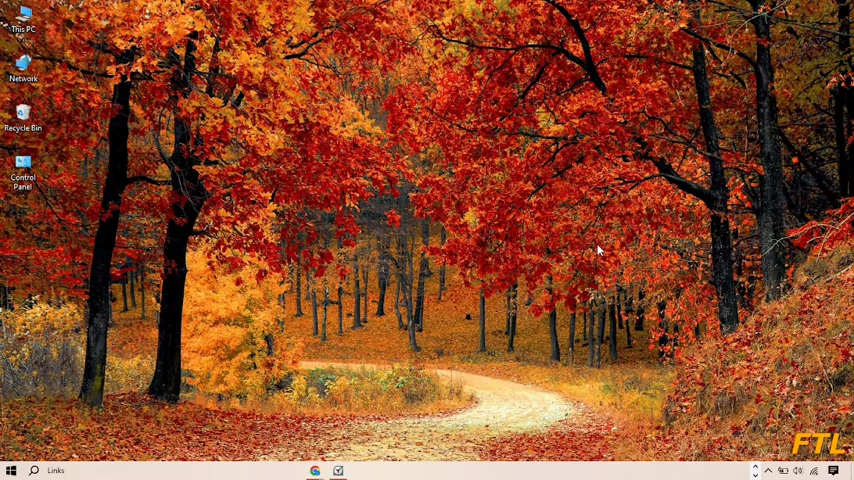 This PC
Network
Recycle Bin
Control
Panel
FTL
Links